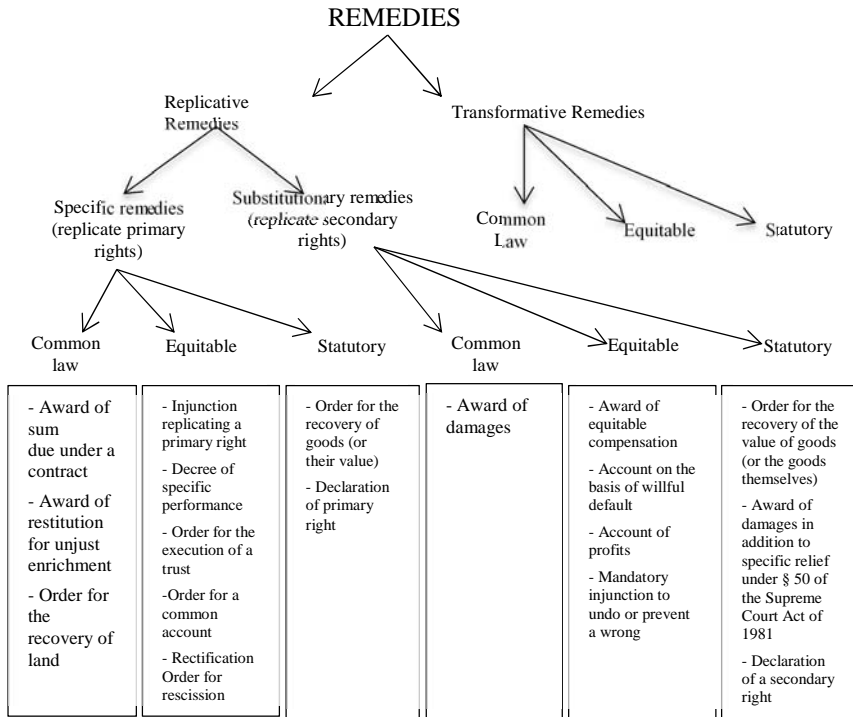 REMEDIES
Replicative
Remedies
Transformative Remedies
Specific remedies
(replicate primary
rights)
Substitutionary remedies
(replicate secondary
rights)
Common
Law
Equitable
Statutory
Common
law
Equitable
Statutory
Common
law
Equitable
Statutory
- Award of
sum
due under a
contract
- Award of
restitution
for unjust
enrichment
- Order for
the
recovery of
land
- Injunction
replicating a
primary right
- Decree of
specific
performance
- Order for the
execution of a
trust
-Order for a
common
account
- Rectification
Order for
rescission
- Order for the
recovery of
goods (or
their value)
- Declaration
of primary
right
- Award of
damages
- Award of
equitable
compensation
- Account on the
basis of willful
default
- Account of
profits
- Mandatory
injunction to
undo or prevent
a wrong
- Order for the
recovery of the
value of goods
(or the goods
themselves)
- Award of
damages in
addition to
specific relief
under § 50 of
the Supreme
Court Act of
1981
- Declaration
of a secondary
right